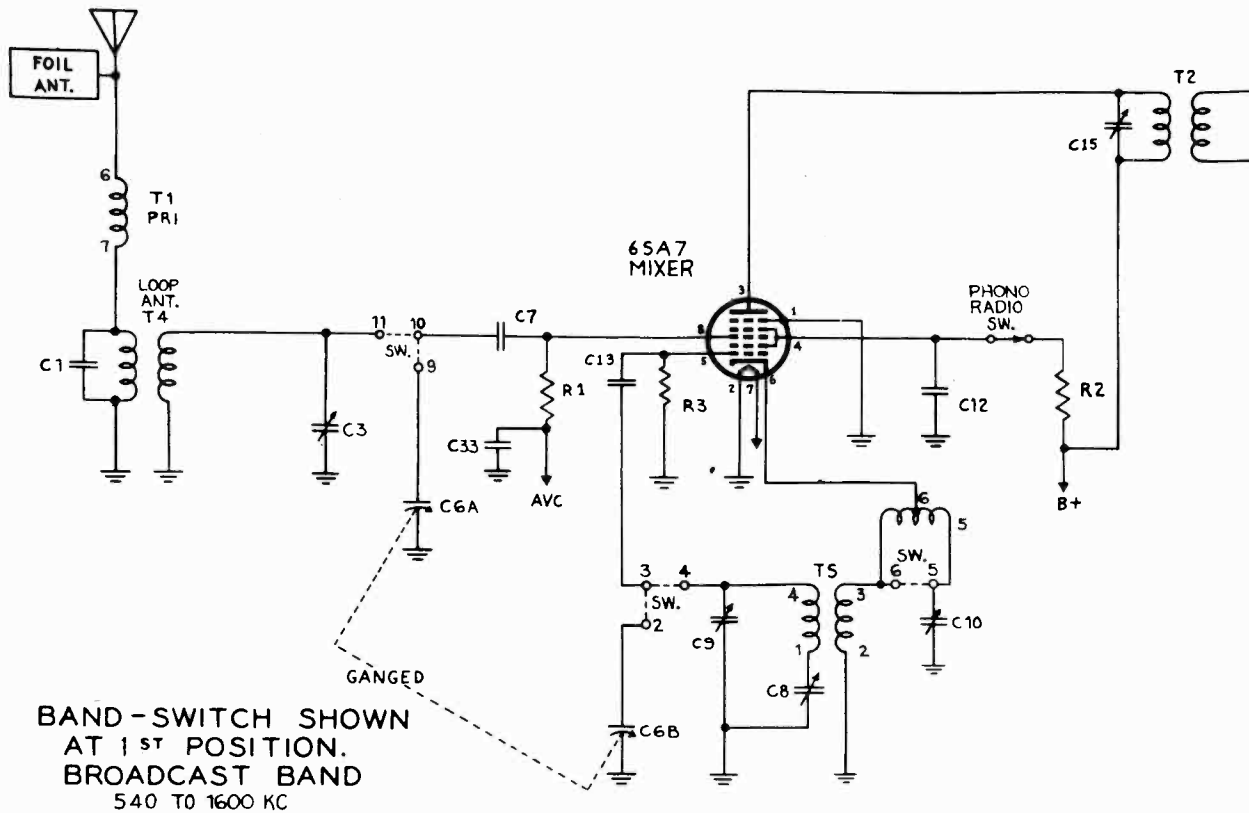 FOIL
ANT.
6
T1
PRI
7
LOOP
ANT.
T4
C1
C3
11
10
SW.
9
C7
R1
C33
AVC
C6A
GANGED
C6B
6SA7
MIXER
3
1
8
4
5
2
7
6
C13
R3
PHONO
RADIO
SW.
C12
R2
B+
C15
T2
3
4
SW.
2
C9
4
T5
3
1
2
C8
6
5
SW.
6
5
C10
BAND-SWITCH SHOWN
AT 1ST POSITION.
BROADCAST BAND
540 TO 1600 KC